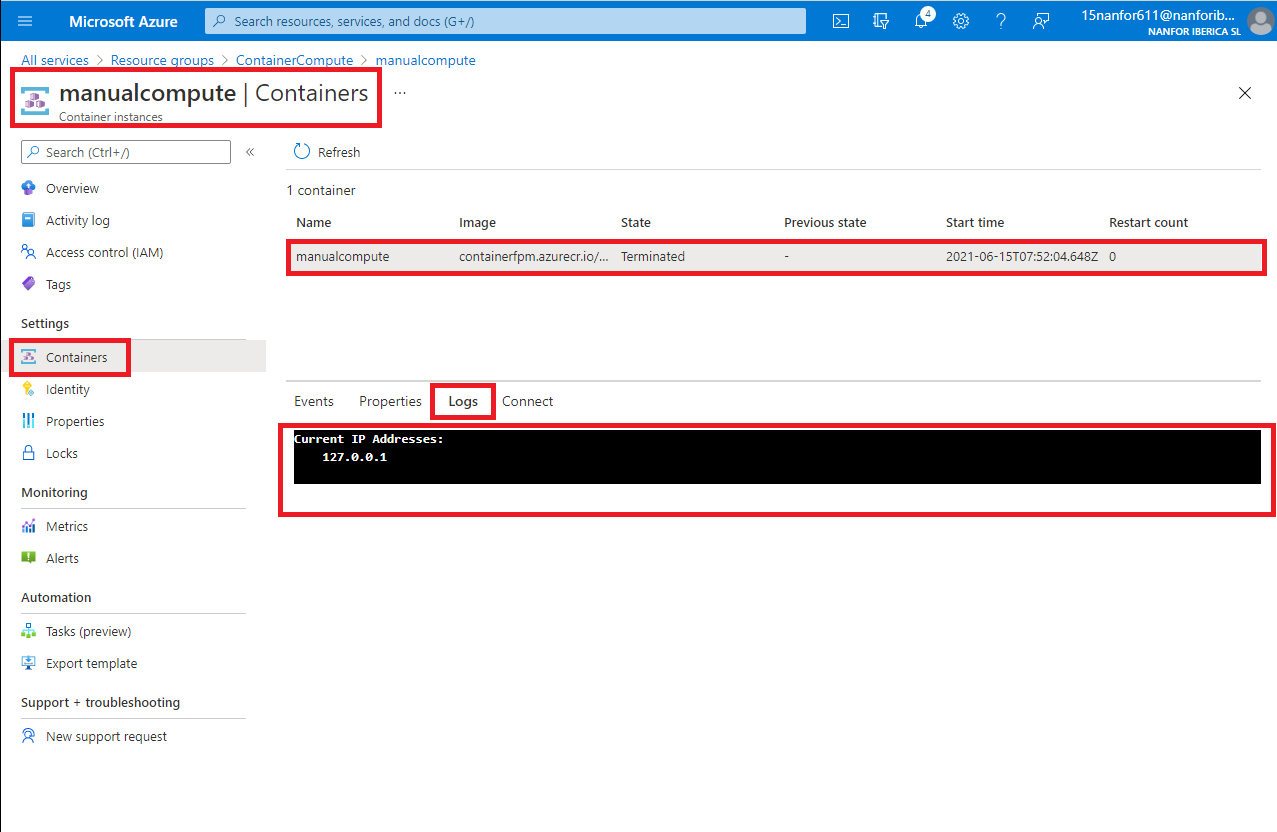 Microsoft Azure
Search resources, services, and docs (G+/)
4
15nanfor611@nanforib...
NANFOR IBERICA SL
All services > Resource groups > ContainerCompute > manualcompute
manualcompute | Containers
...
Container instances
Search (Ctrl+/)
«
Overview
Activity log
Access control (IAM)
Tags
Settings
Containers
Identity
Properties
Locks
Monitoring
Metrics
Alerts
Automation
Tasks (preview)
Export template
Support + troubleshooting
New support request
Refresh
1 container
Name Image State Previous state Start time Restart count
manualcompute containerfpm.azurecr.io/... Terminated - 2021-06-15T07:52:04.648Z 0
Events Properties Logs Connect
Current IP Addresses:
127.0.0.1